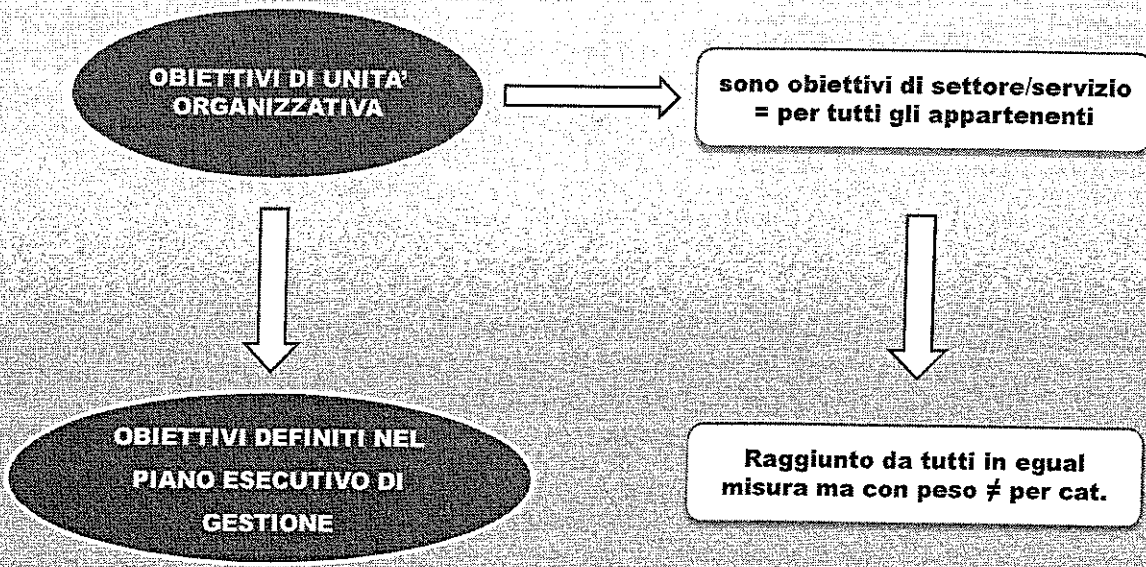 OBIETTIVI DI UNITA'
ORGANIZZATIVA
sono obiettivi di settore/servizio
= per tutti gli appartenenti
OBIETTIVI DEFINITI NEL
PIANO ESECUTIVO DI
GESTIONE
Raggiunto da tutti in egual
misura ma con peso ≠ per cat.